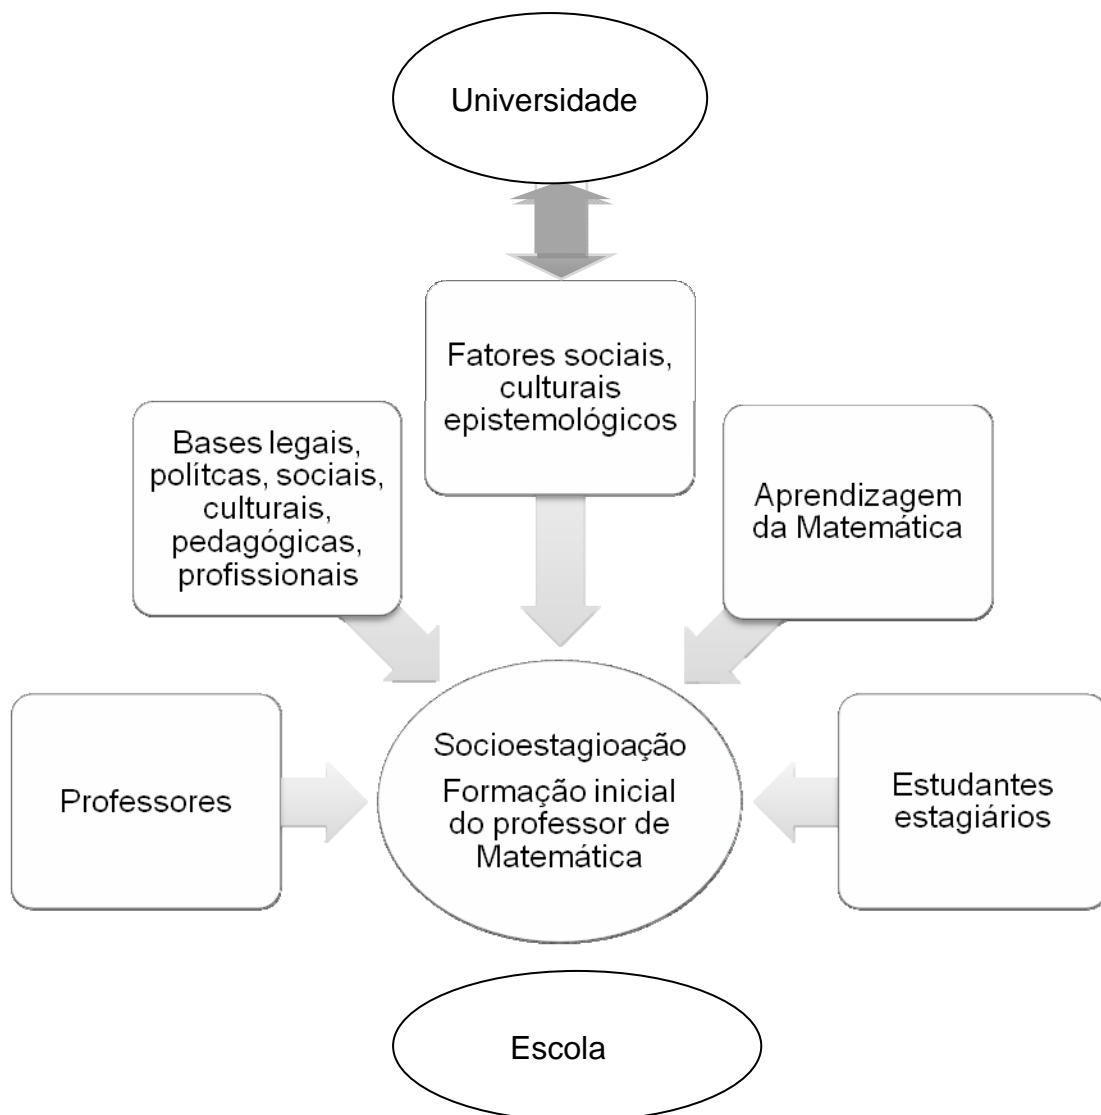 Universidade
Fatores sociais,
culturais
epistemológicos
Bases legais,
polítcas, sociais,
culturais,
pedagógicas,
profissionais
Aprendizagem
da Matemática
Professores
Socioestagioação
Formação inicial
do professor de
Matemática
Estudantes
estagiários
Escola